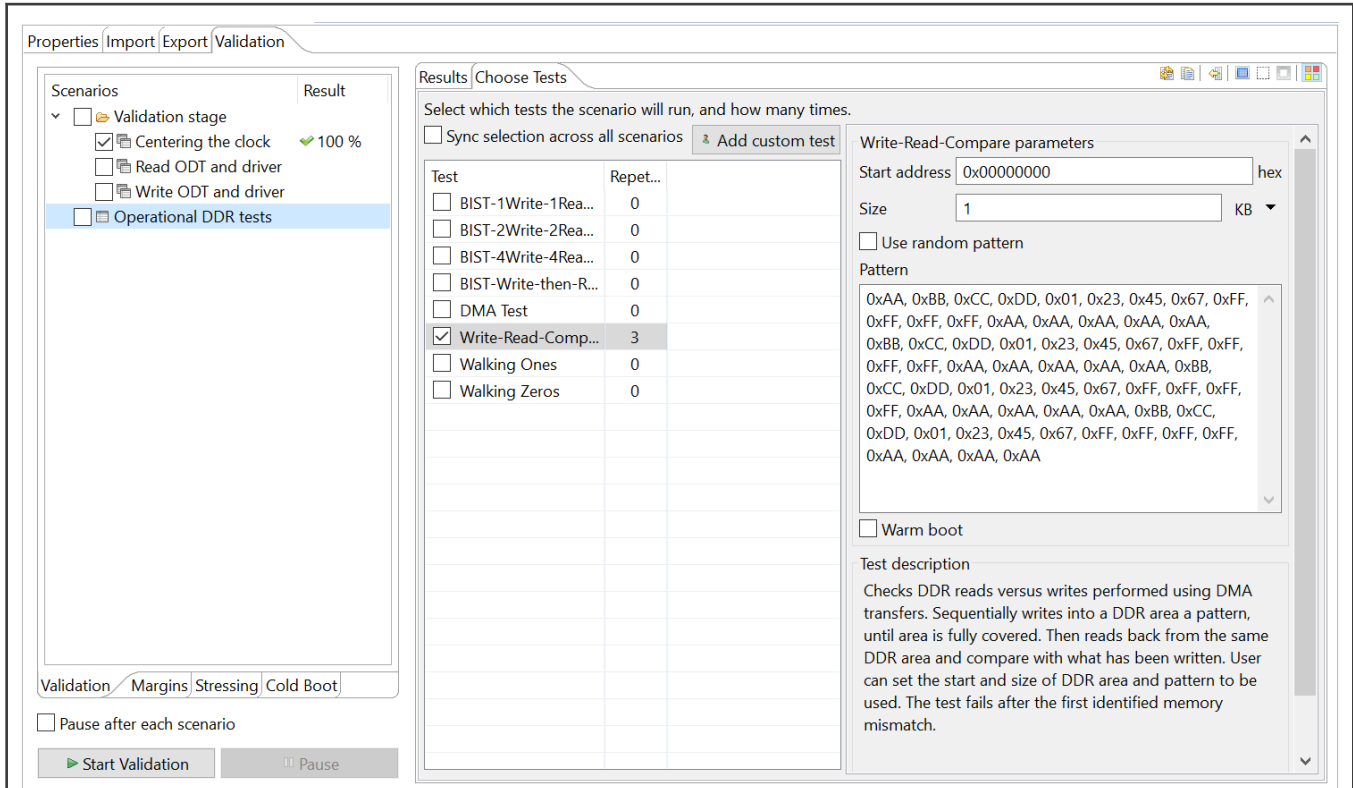 Properties Import Export Validation
Scenarios Result
Validation stage
Centering the clock 100 %
Read ODT and driver
Write ODT and driver
Operational DDR tests
Validation Margins Stressing Cold Boot
Pause after each scenario
Start Validation Pause
Results Choose Tests
Select which tests the scenario will run, and how many times.
Sync selection across all scenarios Add custom test
Test Repet...
BIST-1Write-1Rea... 0
BIST-2Write-2Rea... 0
BIST-4Write-4Rea... 0
BIST-Write-then-R... 0
DMA Test 0
Write-Read-Comp... 3
Walking Ones 0
Walking Zeros 0
Write-Read-Compare parameters
Start address 0x00000000 hex
Size 1 KB
Use random pattern
Pattern
0xAA, 0xBB, 0xCC, 0xDD, 0x01, 0x23, 0x45, 0x67, 0xFF,
0xFF, 0xFF, 0xFF, 0xAA, 0xAA, 0xAA, 0xAA, 0xAA,
0xBB, 0xCC, 0xDD, 0x01, 0x23, 0x45, 0x67, 0xFF, 0xFF,
0xFF, 0xFF, 0xAA, 0xAA, 0xAA, 0xAA, 0xAA, 0xBB,
0xCC, 0xDD, 0x01, 0x23, 0x45, 0x67, 0xFF, 0xFF, 0xFF,
0xFF, 0xAA, 0xAA, 0xAA, 0xAA, 0xAA, 0xBB, 0xCC,
0xDD, 0x01, 0x23, 0x45, 0x67, 0xFF, 0xFF, 0xFF, 0xFF,
0xAA, 0xAA, 0xAA, 0xAA
Warm boot
Test description
Checks DDR reads versus writes performed using DMA
transfers. Sequentially writes into a DDR area a pattern,
until area is fully covered. Then reads back from the same
DDR area and compare with what has been written. User
can set the start and size of DDR area and pattern to be
used. The test fails after the first identified memory
mismatch.